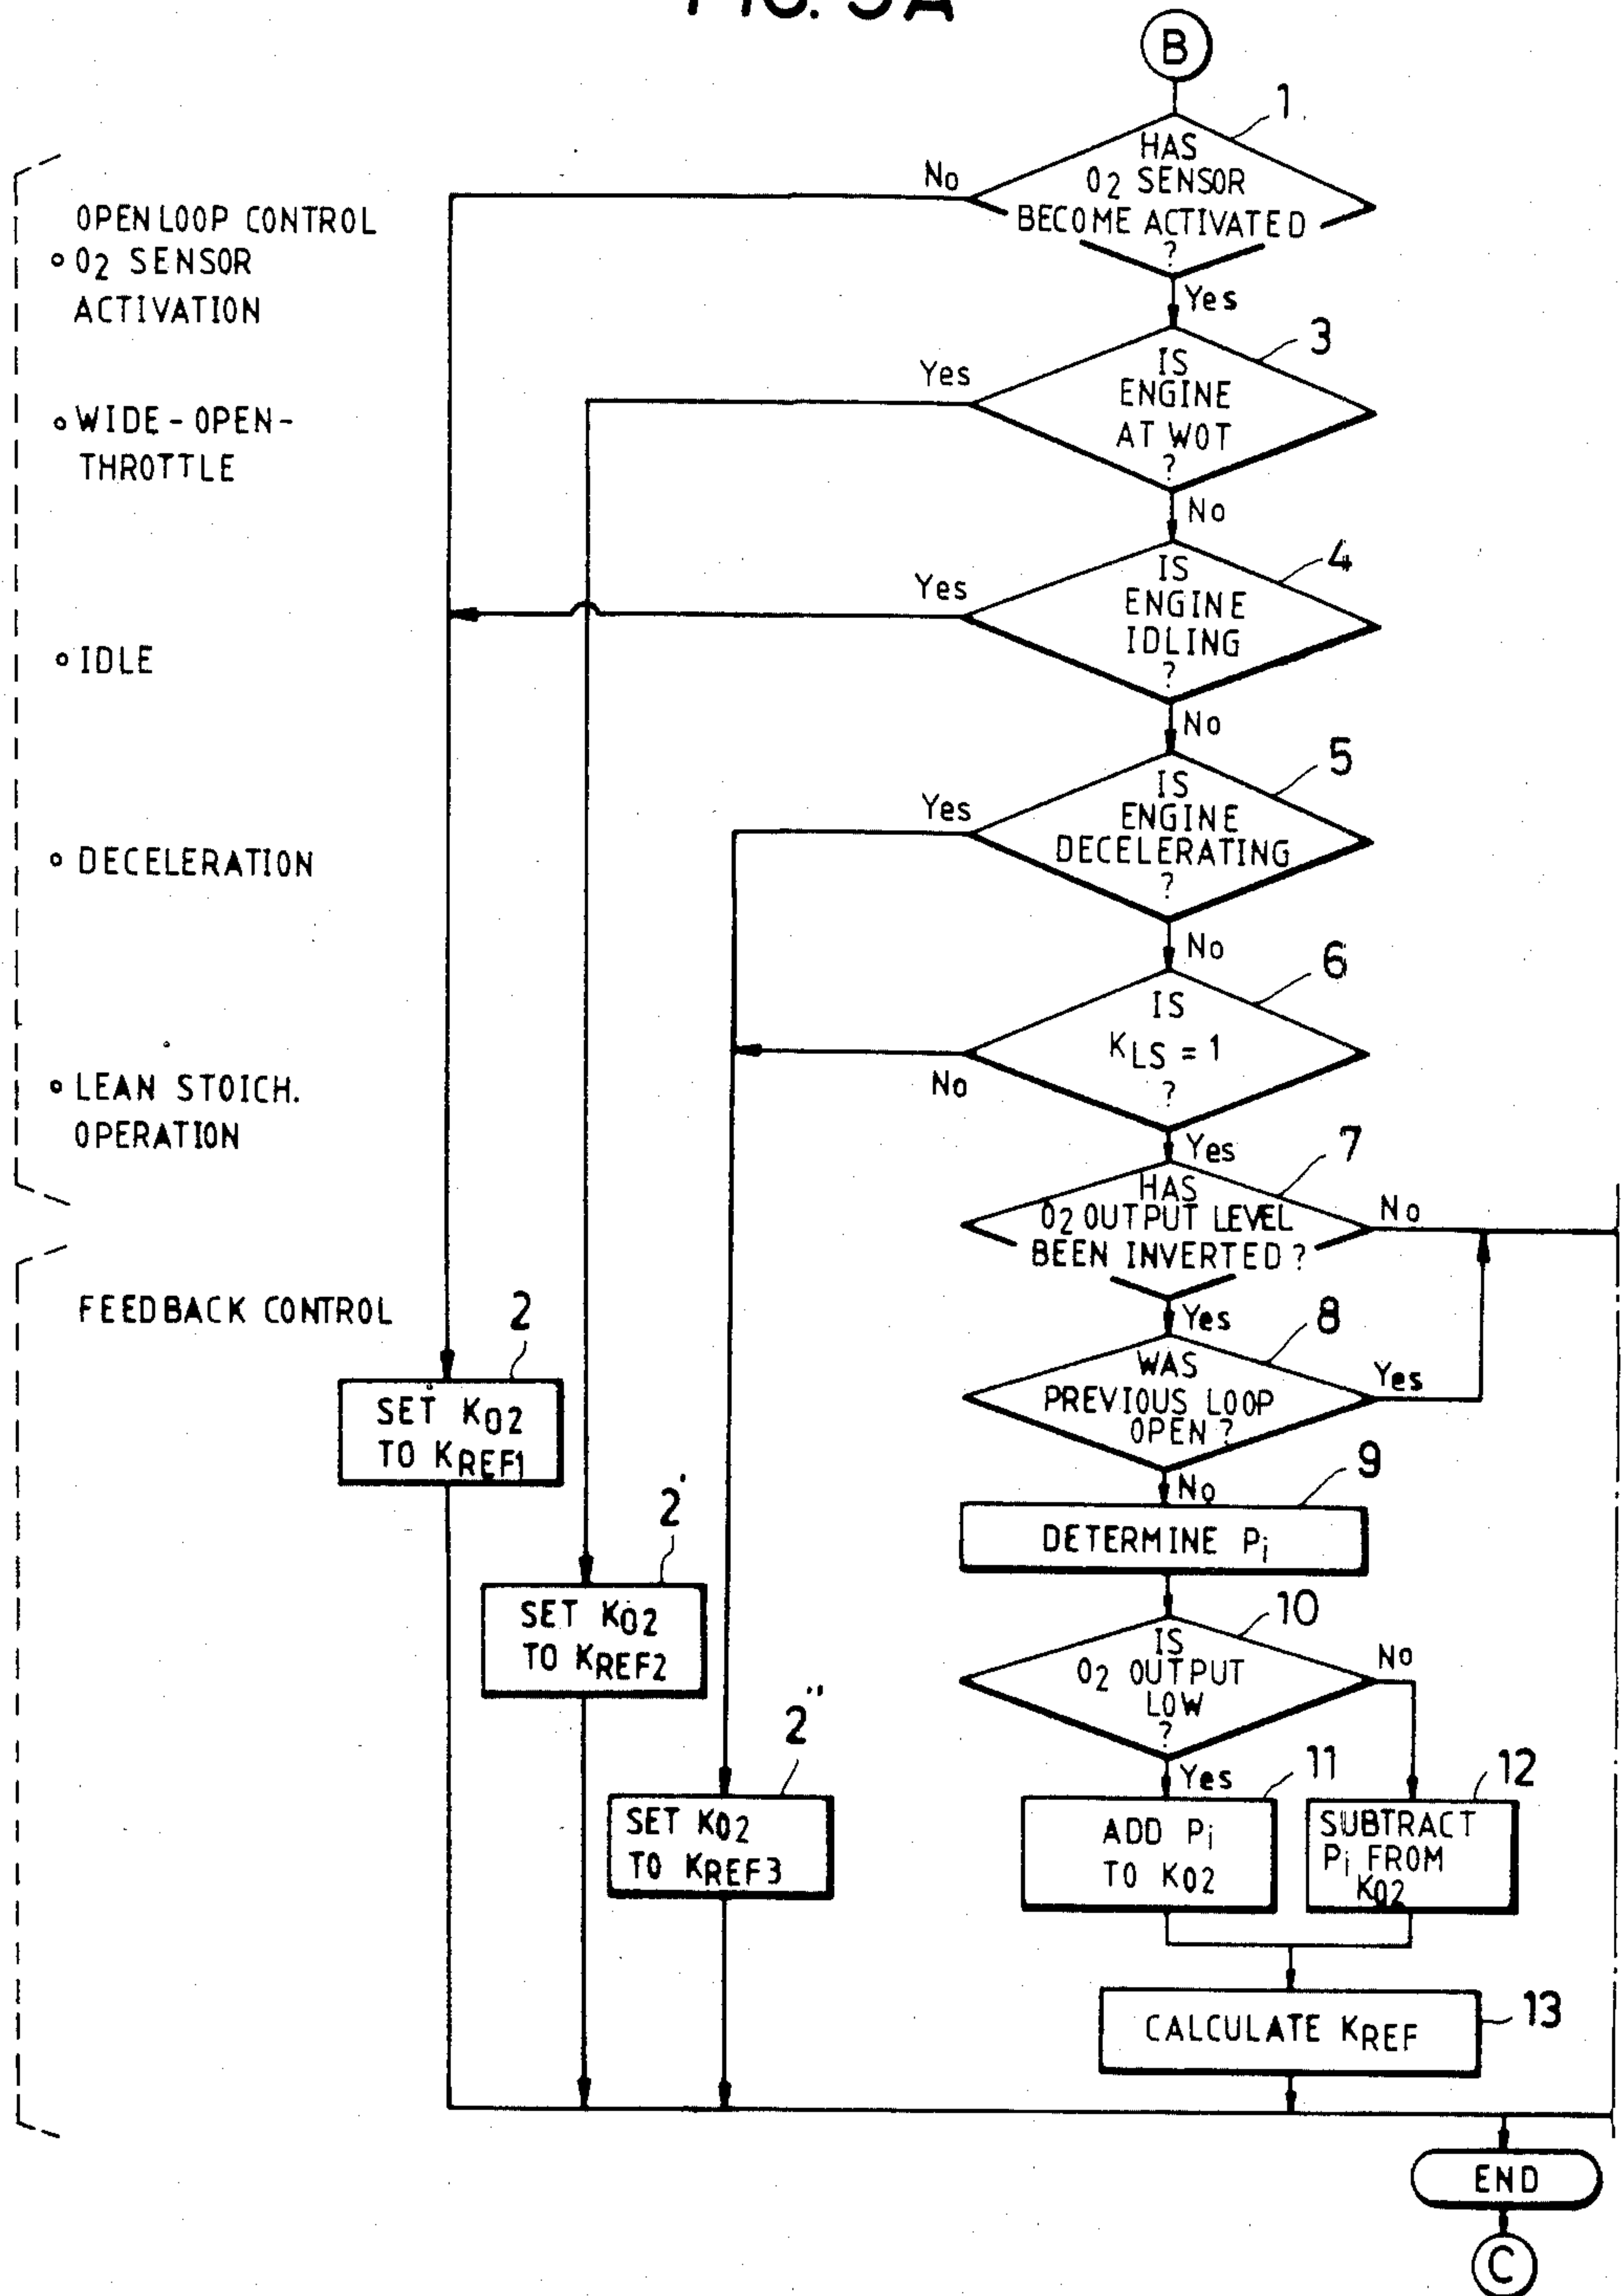 FIG. 5A
B
1
HAS
O2 SENSOR
BECOME ACTIVATED
?
No
Yes
OPEN LOOP CONTROL
O2 SENSOR
ACTIVATION
3
IS
ENGINE
AT WOT
?
Yes
No
WIDE-OPEN-
THROTTLE
4
IS
ENGINE
IDLING
?
Yes
No
IDLE
5
IS
ENGINE
DECELERATING
?
Yes
No
DECELERATION
6
IS
KLS = 1
?
No
Yes
LEAN STOICH.
OPERATION
7
HAS
O2 OUTPUT LEVEL
BEEN INVERTED ?
No
Yes
FEEDBACK CONTROL
8
WAS
PREVIOUS LOOP
OPEN ?
Yes
No
2
SET KO2
TO KREF1
9
DETERMINE Pi
2'
SET KO2
TO KREF2
10
IS
O2 OUTPUT
LOW
?
No
Yes
2"
SET KO2
TO KREF3
11
ADD Pi
TO KO2
12
SUBTRACT
Pi FROM
KO2
13
CALCULATE KREF
END
C